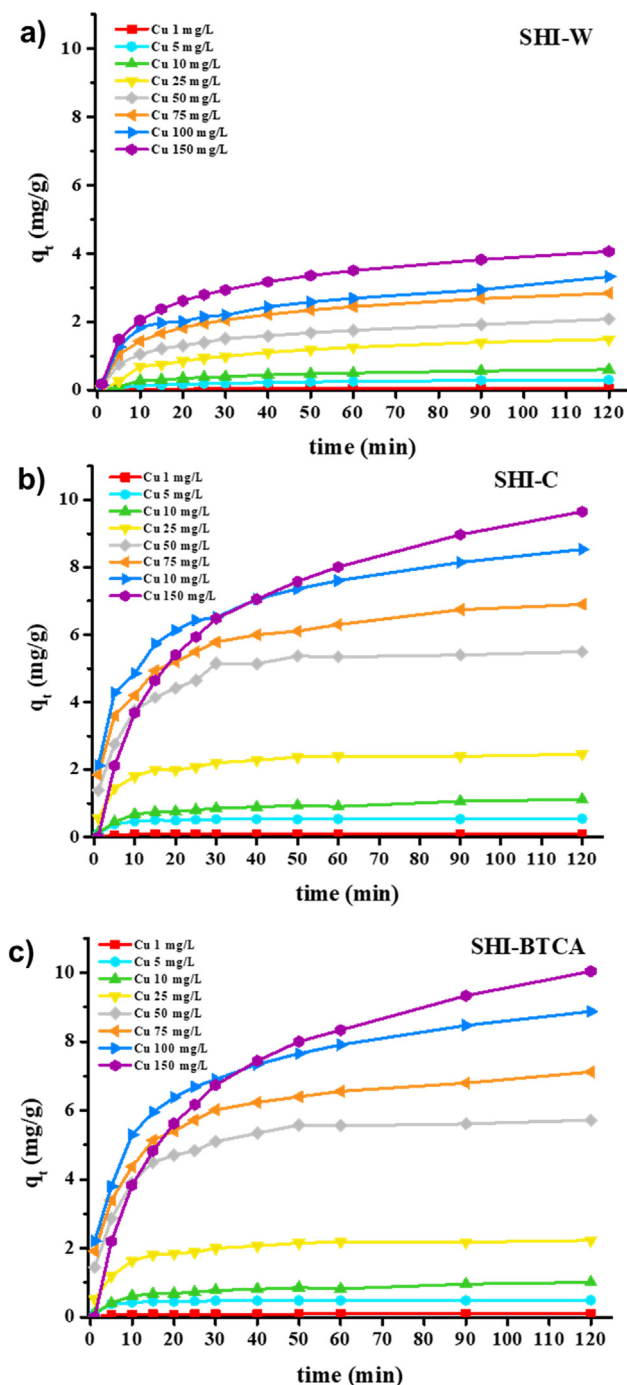 a)
SHI-W
Cu 1 mg/L
Cu 5 mg/L
Cu 10 mg/L
Cu 25 mg/L
Cu 50 mg/L
Cu 75 mg/L
Cu 100 mg/L
Cu 150 mg/L
qt (mg/g)
10
8
6
4
2
0
0 10 20 30 40 50 60 70 80 90 100 110 120
time (min)
b)
SHI-C
Cu 1 mg/L
Cu 5 mg/L
Cu 10 mg/L
Cu 25 mg/L
Cu 50 mg/L
Cu 75 mg/L
Cu 10 mg/L
Cu 150 mg/L
qt (mg/g)
10
8
6
4
2
0
0 10 20 30 40 50 60 70 80 90 100 110 120
time (min)
c)
SHI-BTCA
Cu 1 mg/L
Cu 5 mg/L
Cu 10 mg/L
Cu 25 mg/L
Cu 50 mg/L
Cu 75 mg/L
Cu 100 mg/L
Cu 150 mg/L
qt (mg/g)
10
8
6
4
2
0
0 10 20 30 40 50 60 70 80 90 100 110 120
time (min)